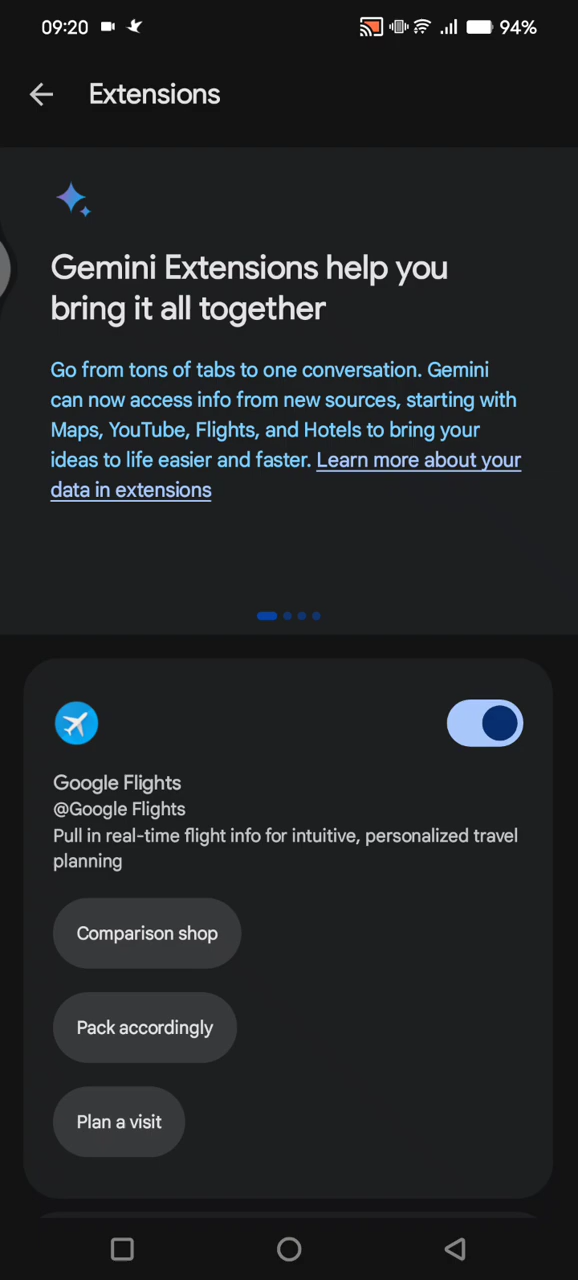 09:20
94%
Extensions
Gemini Extensions help you
bring it all together
Go from tons of tabs to one conversation. Gemini
can now access info from new sources, starting with
Maps, YouTube, Flights, and Hotels to bring your
ideas to life easier and faster. Learn more about your
data in extensions
Google Flights
@Google Flights
Pull in real-time flight info for intuitive, personalized travel
planning
Comparison shop
Pack accordingly
Plan a visit